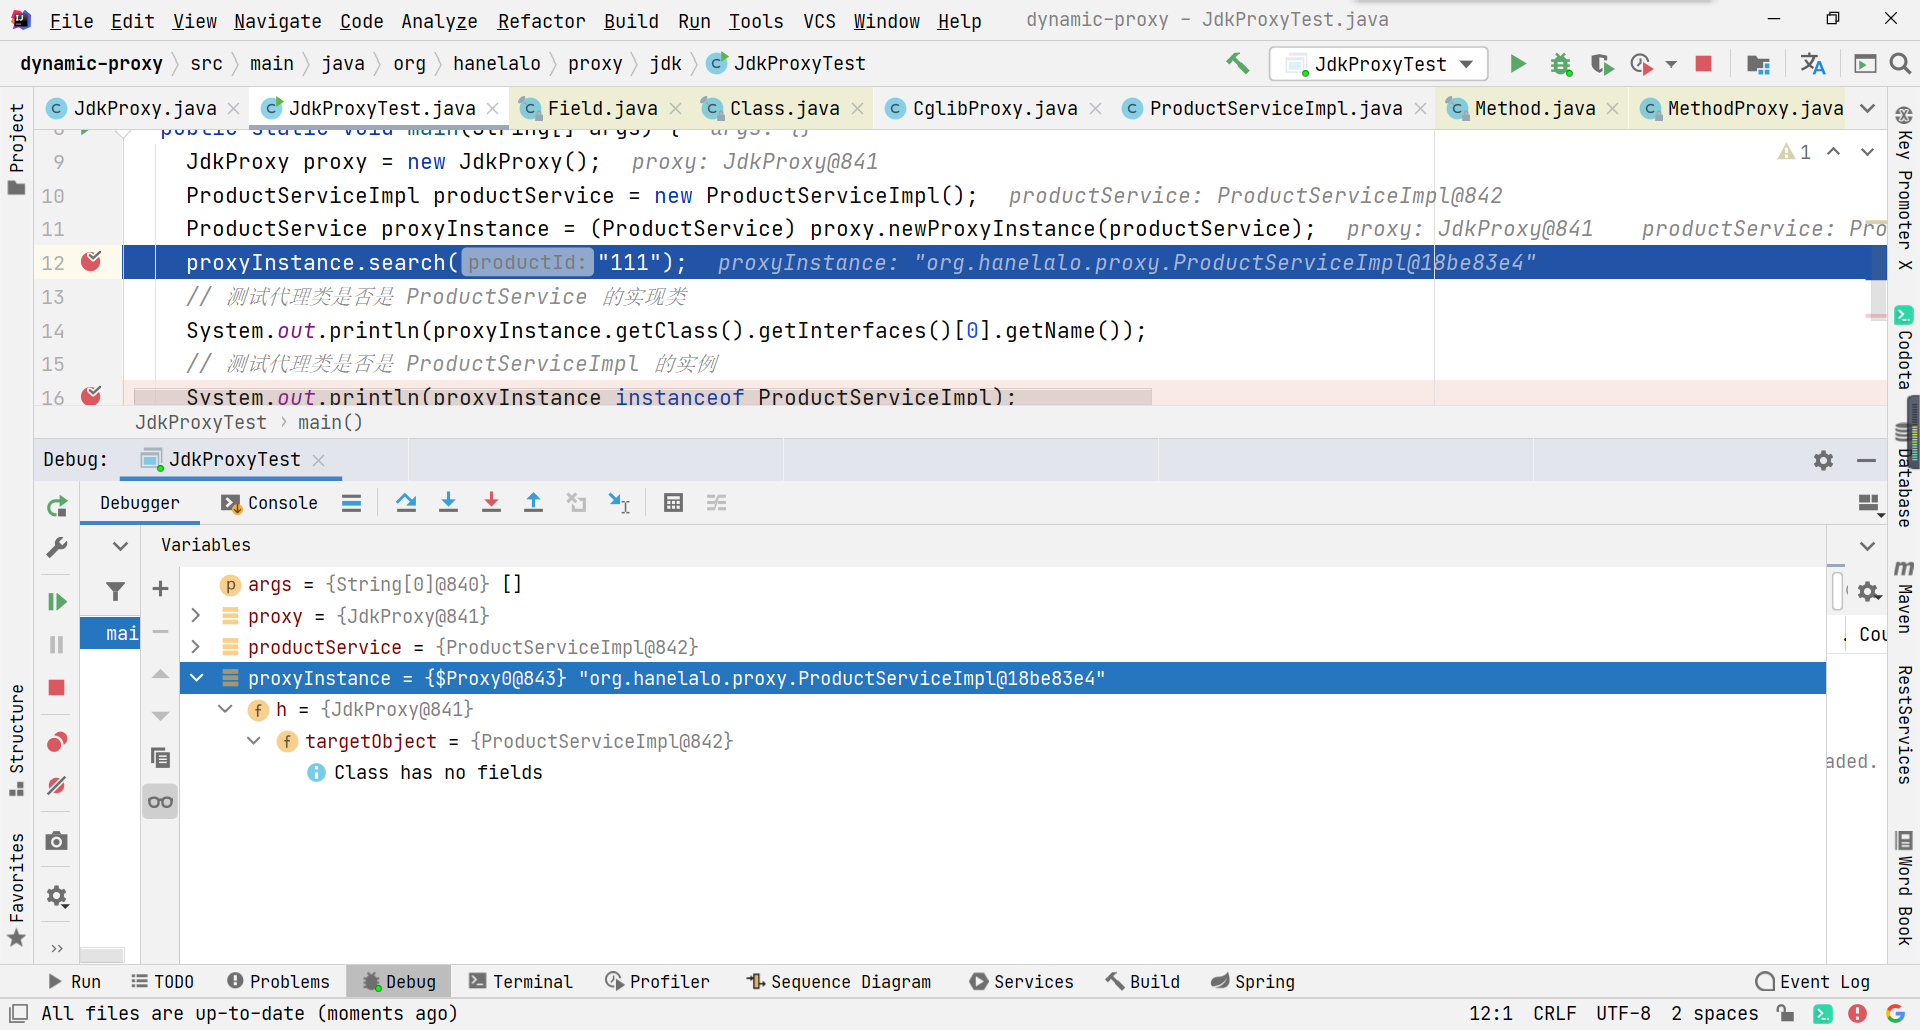 File Edit View Navigate Code Analyze Refactor Build Run Tools VCS Window Help dynamic-proxy - JdkProxyTest.java
dynamic-proxy src main java org hanelalo proxy jdk JdkProxyTest JdkProxyTest
JdkProxy.java JdkProxyTest.java Field.java Class.java CglibProxy.java ProductServiceImpl.java Method.java MethodProxy.java
8 public static void main(String[] args) { args: []
9 JdkProxy proxy = new JdkProxy(); proxy: JdkProxy@841
1
10 ProductServiceImpl productService = new ProductServiceImpl(); productService: ProductServiceImpl@842
11 ProductService proxyInstance = (ProductService) proxy.newProxyInstance(productService); proxy: JdkProxy@841 productService: Pro
12 proxyInstance.search( productId: "111"); proxyInstance: "org.hanelalo.proxy.ProductServiceImpl@18be83e4"
13 // 测试代理类是否是 ProductService 的实现类
14 System.out.println(proxyInstance.getClass().getInterfaces()[0].getName());
15 // 测试代理类是否是 ProductServiceImpl 的实例
16 System.out.println(proxyInstance instanceof ProductServiceImpl);
JdkProxyTest › main()
Debug: JdkProxyTest
Debugger Console
Variables
args = {String[0]@840} []
proxy = {JdkProxy@841}
productService = {ProductServiceImpl@842}
proxyInstance = {$Proxy0@843} "org.hanelalo.proxy.ProductServiceImpl@18be83e4"
h = {JdkProxy@841}
targetObject = {ProductServiceImpl@842}
Class has no fields
mai
Cou
aded.
Project
Structure
Favorites
Key Promoter X
Codota
Database
Maven
RestServices
Word Book
Run TODO Problems Debug Terminal Profiler Sequence Diagram Services Build Spring Event Log
All files are up-to-date (moments ago) 12:1 CRLF UTF-8 2 spaces